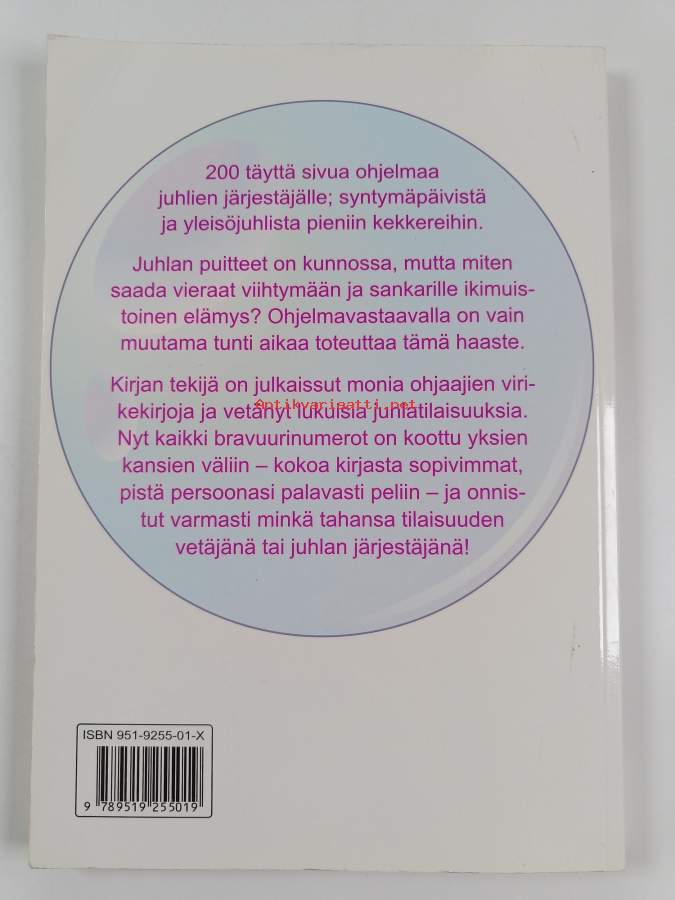 200 täyttä sivua ohjelmaa
juhlien järjestäjälle; syntymäpäivistä
ja yleisöjuhlista pieniin kekkereihin.
Juhlan puitteet on kunnossa, mutta miten
saada vieraat viihtymään ja sankarille ikimuis-
toinen elämys? Ohjelmavastaavalla on vain
muutama tunti aikaa toteuttaa tämä haaste.
Kirjan tekijä on julkaissut monia ohjaajien viri-
kekirjoja ja vetänyt lukuisia juhlatilaisuuksia.
Antikvariaatti.net
Nyt kaikki bravuurinumerot on koottu yksien
kansien väliin – kokoa kirjasta sopivimmat,
pistä persoonasi palavasti peliin – ja onnis-
tut varmasti minkä tahansa tilaisuuden
vetäjänä tai juhlan järjestäjänä!
ISBN 951-9255-01-X
9 789519 255019